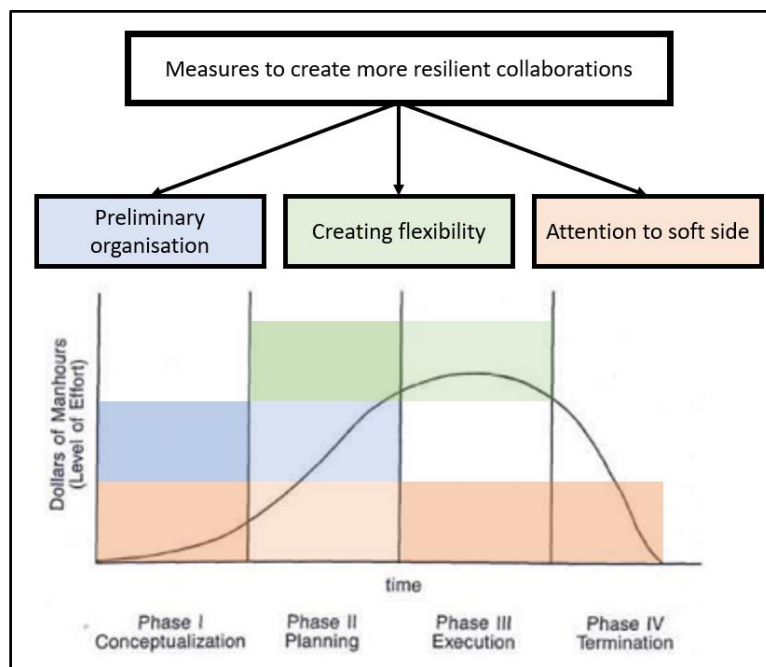 Measures to create more resilient collaborations
Preliminary
organisation
Creating flexibility
Attention to soft side
Dollars of Manhours
(Level of Effort)
time
Phase I
Conceptualization
Phase II
Planning
Phase III
Execution
Phase IV
Termination